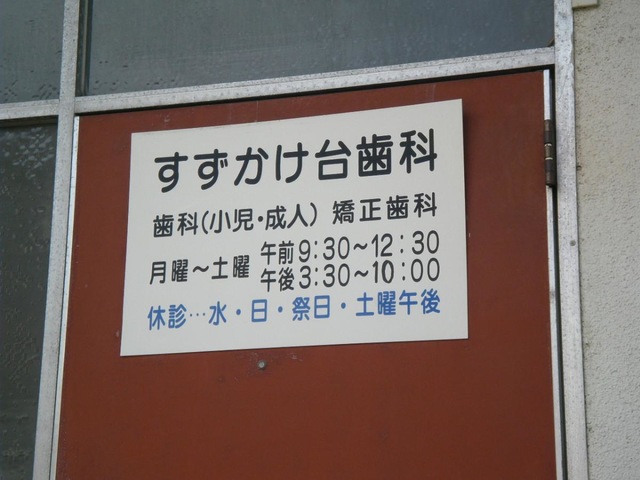 すずかけ台歯科
歯科(小児・成人) 矯正歯科
月曜～土曜 午前9:30～12:30
午後3:30～10:00
休診…水・日・祭日・土曜午後